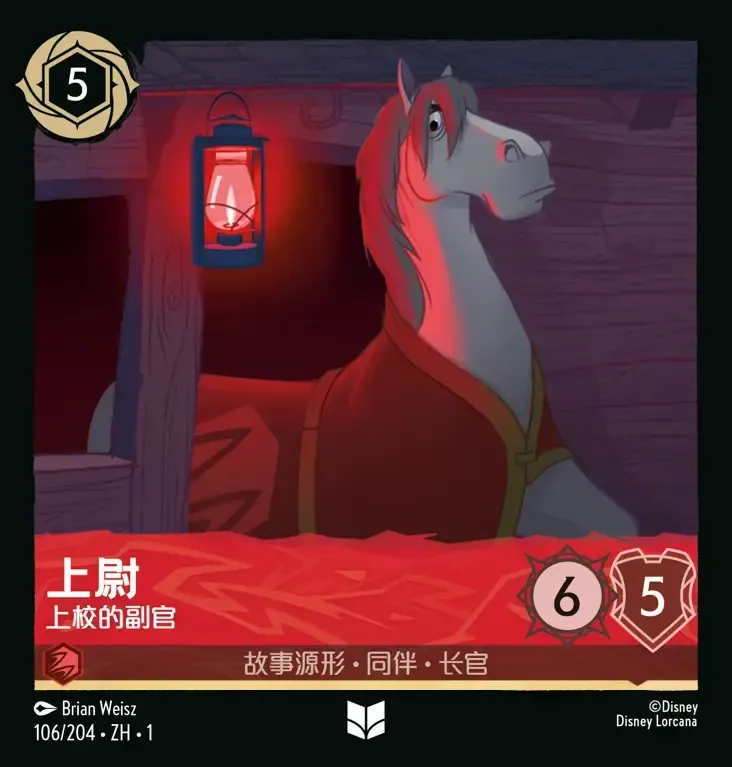 5
上尉
上校的副官
6
5
故事源形 • 同伴 • 长官
Brian Weisz
106/204 • ZH • 1
©Disney
Disney Lorcana